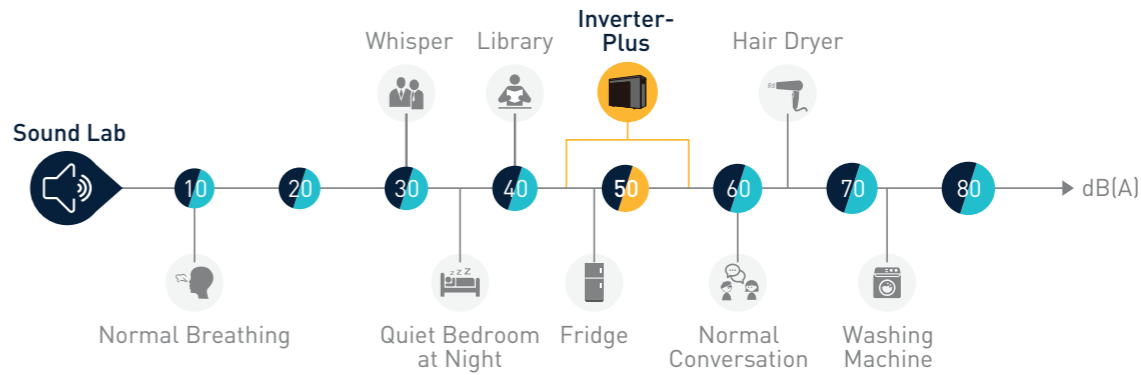 Inverter-
Plus
Whisper
Library
Hair Dryer
Sound Lab
10
20
30
40
50
60
70
80
dB(A)
z z Z
Normal Breathing
Quiet Bedroom
at Night
Fridge
Normal
Conversation
Washing
Machine